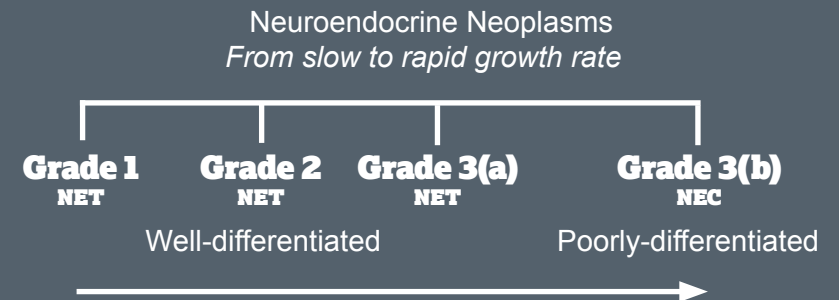 Neuroendocrine Neoplasms
From slow to rapid growth rate
Grade 1 Grade 2 Grade 3(a) Grade 3(b)
NET NET NET NEC
Well-differentiated Poorly-differentiated